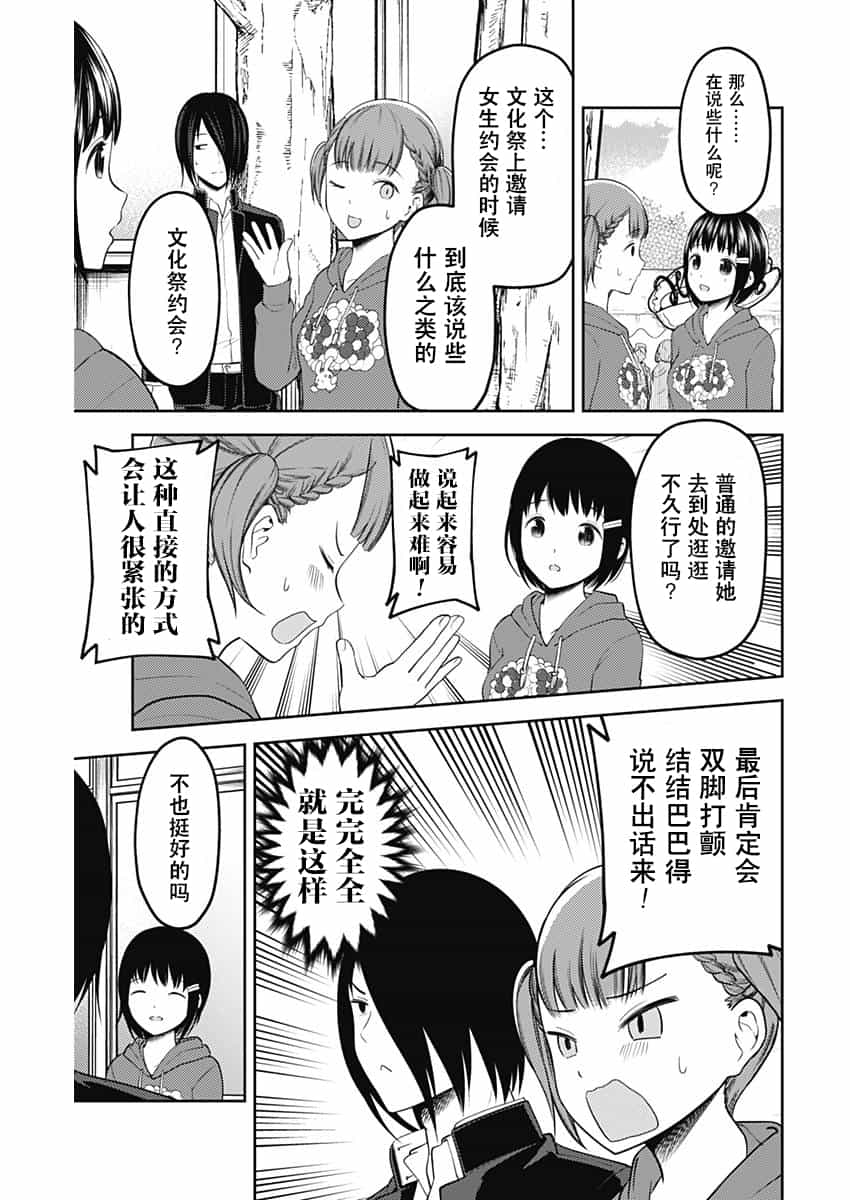 那么……
在说些什么呢？
这个…
文化祭上邀请
女生约会的时候
到底该说些
什么之类的
文化祭约会？
普通的邀请她
去到处逛逛
不久行了吗？
说起来容易
做起来难啊！
这种直接的方式
会让人很紧张的
最后肯定会
双脚打颤
结结巴巴得
说不出话来！
完完全全
就是这样
不也挺好的吗